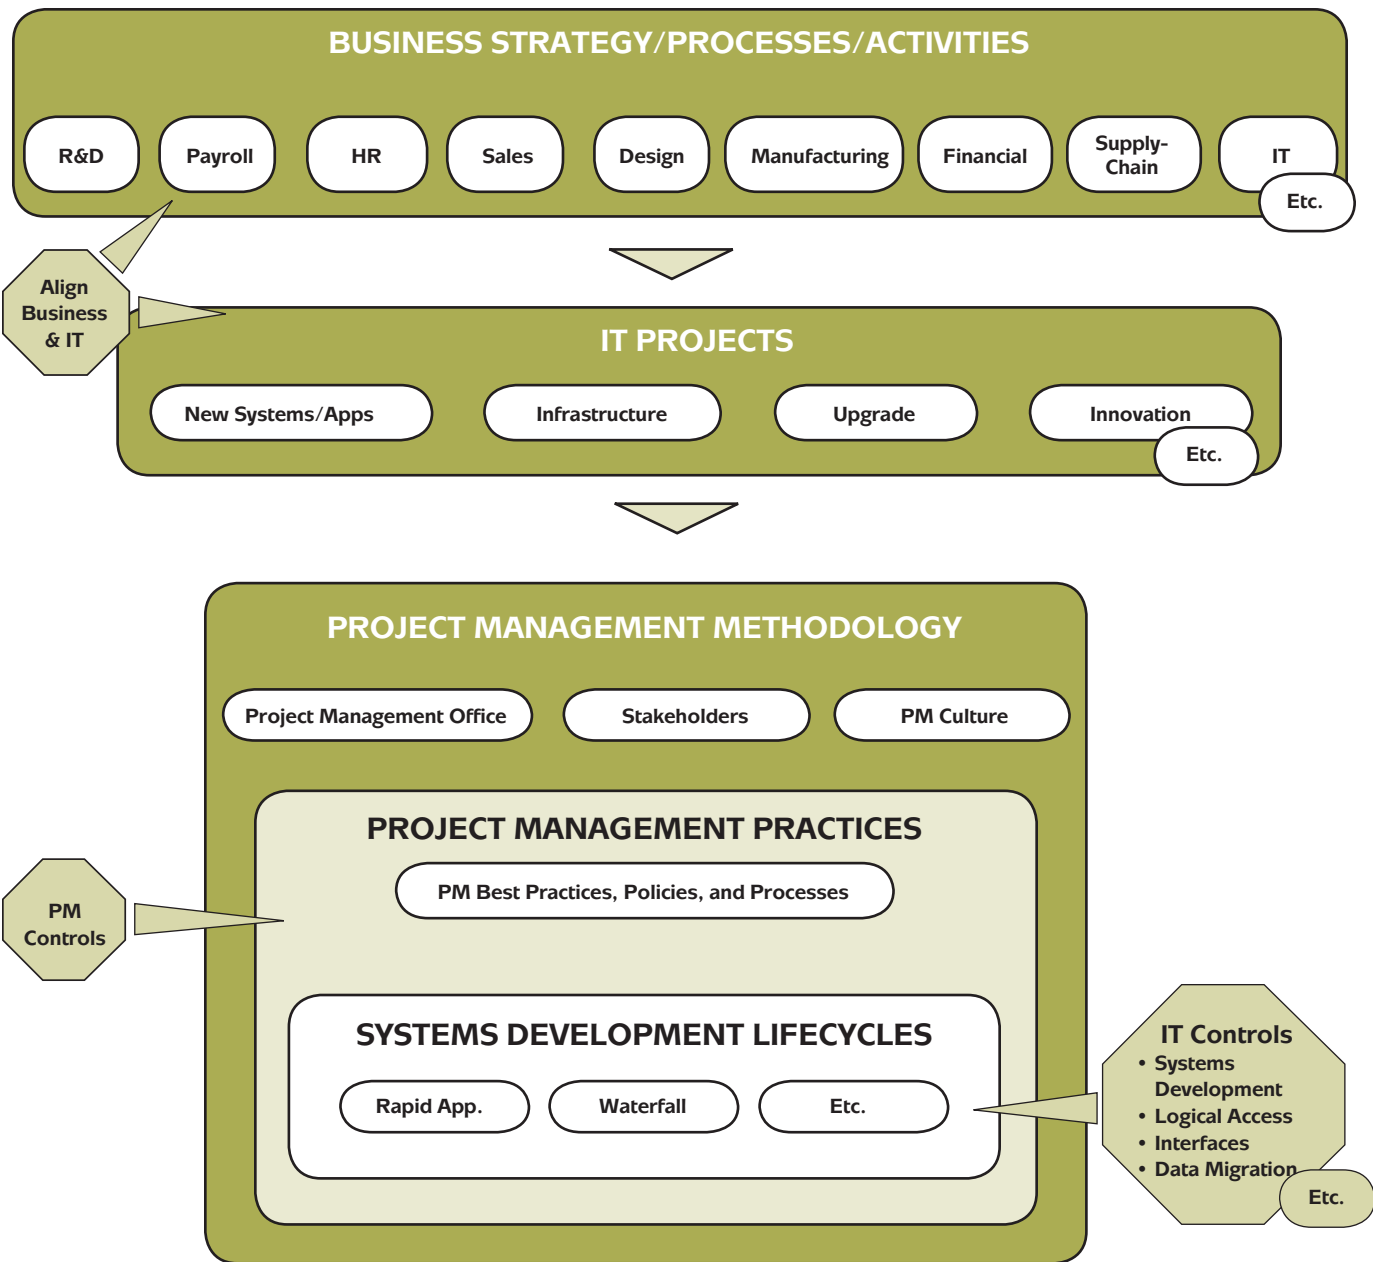 BUSINESS STRATEGY/PROCESSES/ACTIVITIES
R&D
Payroll
HR
Sales
Design
Manufacturing
Financial
Supply-
Chain
IT
Etc.
Align
Business
& IT
IT PROJECTS
New Systems/Apps
Infrastructure
Upgrade
Innovation
Etc.
PROJECT MANAGEMENT METHODOLOGY
Project Management Office
Stakeholders
PM Culture
PROJECT MANAGEMENT PRACTICES
PM Best Practices, Policies, and Processes
PM
Controls
SYSTEMS DEVELOPMENT LIFECYCLES
Rapid App.
Waterfall
Etc.
IT Controls
• Systems
Development
• Logical Access
• Interfaces
• Data Migration
Etc.